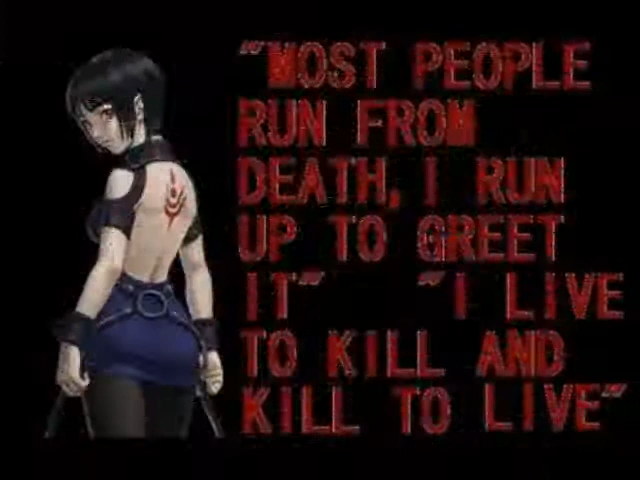 "MOST PEOPLE
RUN FROM
DEATH, I RUN
UP TO GREET
IT" "I LIVE
TO KILL AND
KILL TO LIVE"